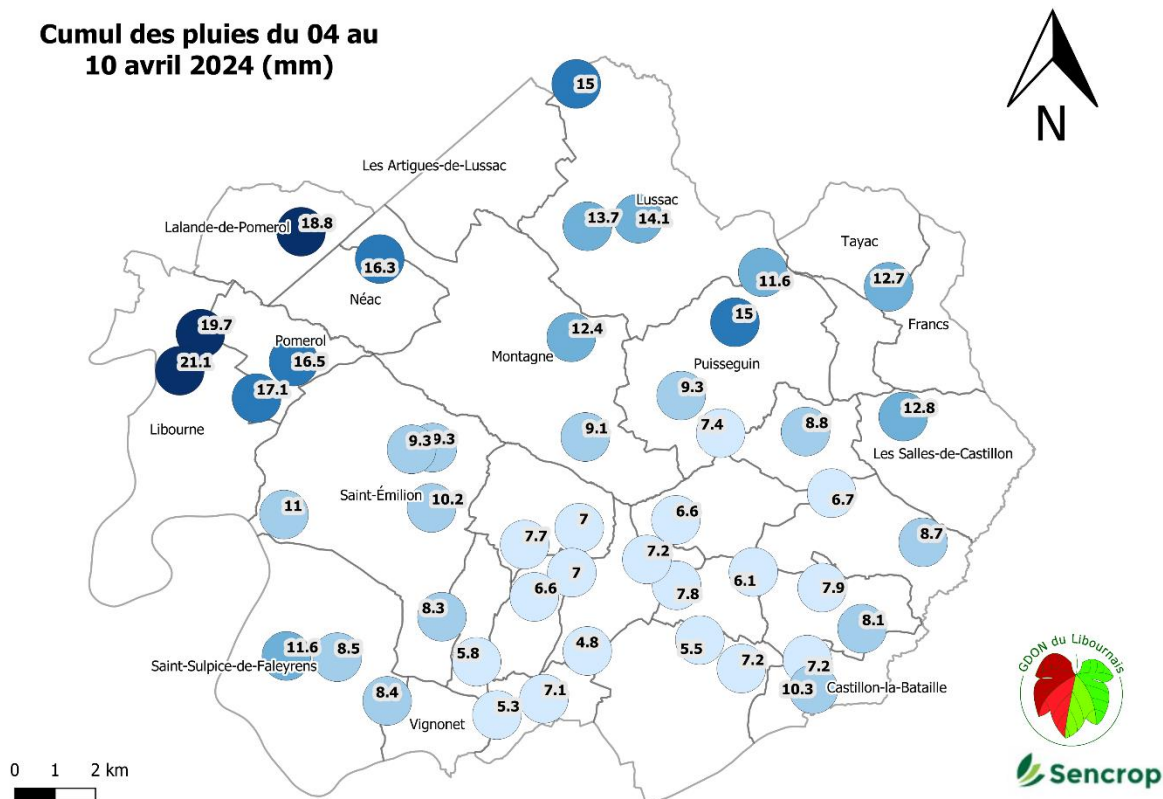 Cumul des pluies du 04 au
10 avril 2024 (mm)
N
15
Les Artigues-de-Lussac
Lussac
13.7
14.1
Lalande-de-Pomerol
18.8
16.3
Néac
Tayac
11.6
12.7
Francs
19.7
Pomerol
21.1
16.5
17.1
Libourne
12.4
Montagne
15
Puisseguin
9.3
7.4
8.8
12.8
Les Salles-de-Castillon
9.3
9.3
9.1
Saint-Émilion
10.2
11
6.7
6.6
8.7
7
7.7
7.2
7
6.6
7.8
6.1
7.9
8.3
8.1
4.8
5.5
5.8
7.2
7.2
11.6
8.5
Saint-Sulpice-de-Faleyrens
8.4
Vignonet
5.3
7.1
10.3
Castillon-la-Bataille
GDON du Libournais
Sencrop
0 1 2 km